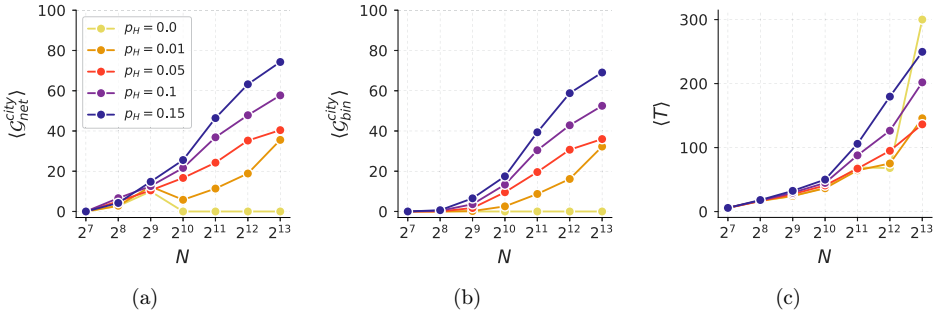 100
80
60
40
20
0
⟨𝒢^{city}_{net}⟩
p_H = 0.0
p_H = 0.01
p_H = 0.05
p_H = 0.1
p_H = 0.15
2^7 2^8 2^9 2^10 2^11 2^12 2^13
N
(a)
100
80
60
40
20
0
⟨𝒢^{city}_{bin}⟩
2^7 2^8 2^9 2^10 2^11 2^12 2^13
N
(b)
300
200
100
0
⟨T⟩
2^7 2^8 2^9 2^10 2^11 2^12 2^13
N
(c)